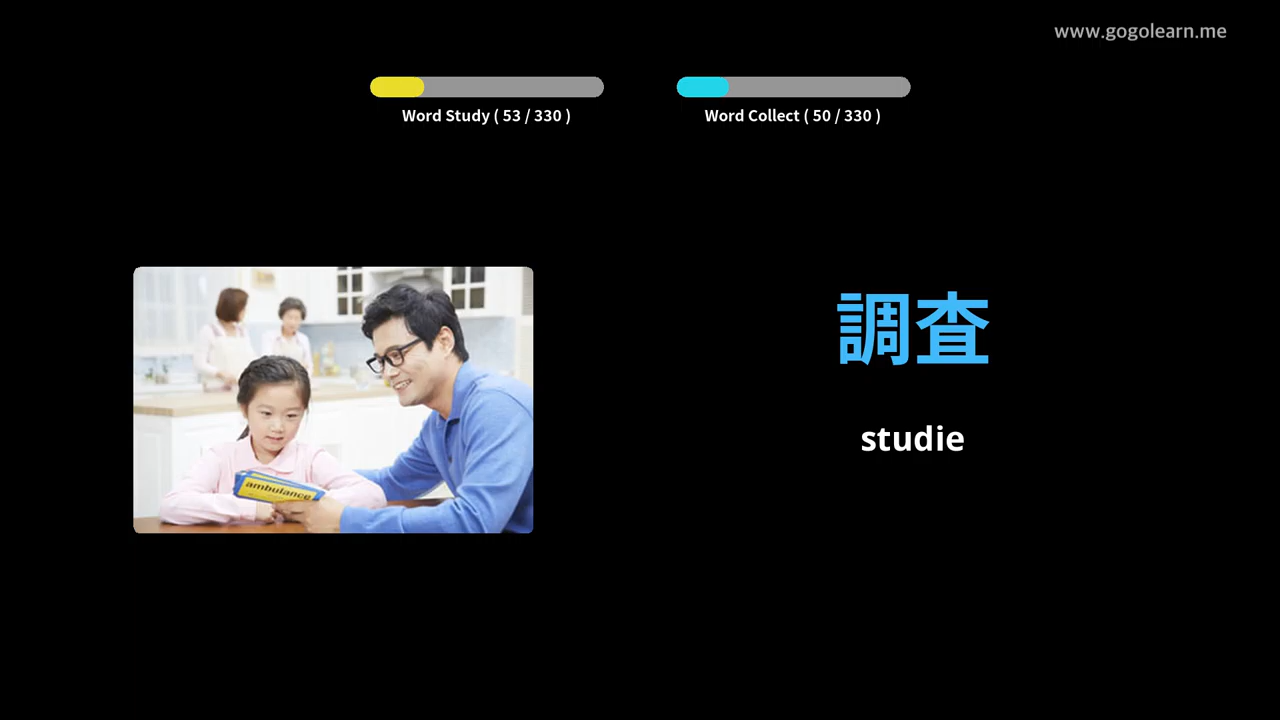 www.gogolearn.me
Word Study ( 53 / 330 )
Word Collect ( 50 / 330 )
調査
studie
ambulance